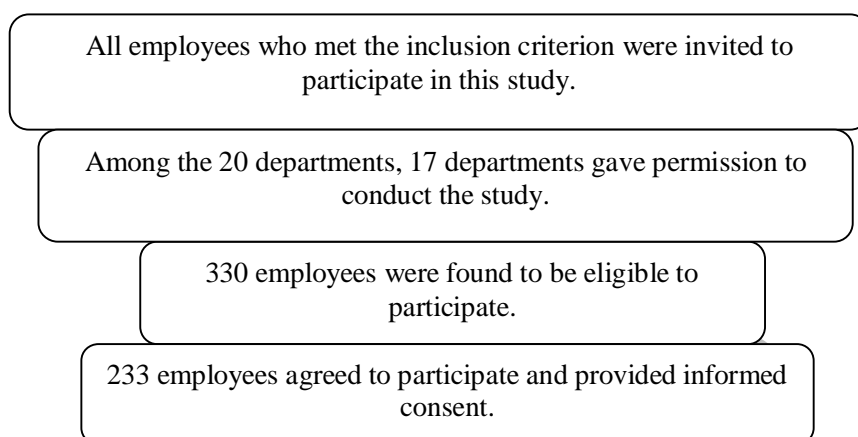 All employees who met the inclusion criterion were invited to
participate in this study.
Among the 20 departments, 17 departments gave permission to
conduct the study.
330 employees were found to be eligible to
participate.
233 employees agreed to participate and provided informed
consent.